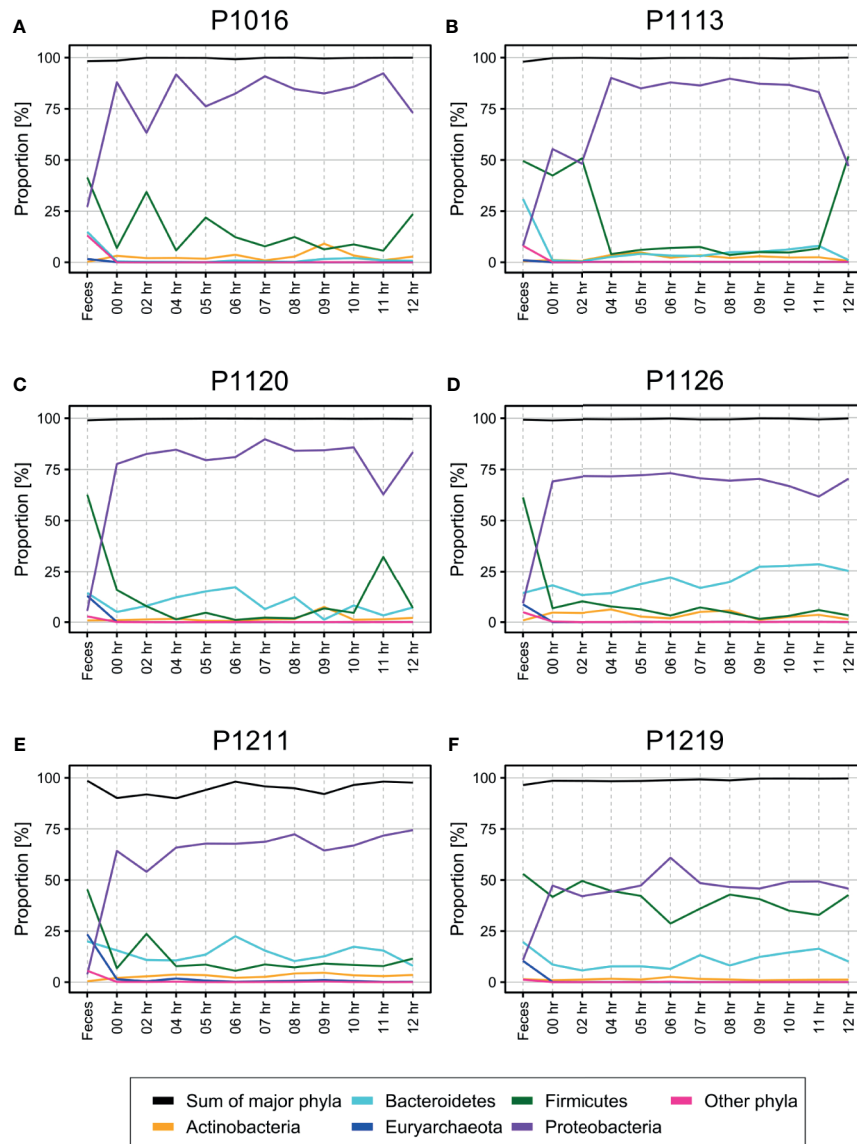 A P1016
B P1113
Proportion [%]
100
75
50
25
0
Feces 00 hr 02 hr 04 hr 05 hr 06 hr 07 hr 08 hr 09 hr 10 hr 11 hr 12 hr
Proportion [%]
100
75
50
25
0
Feces 00 hr 02 hr 04 hr 05 hr 06 hr 07 hr 08 hr 09 hr 10 hr 11 hr 12 hr
C P1120
D P1126
Proportion [%]
100
75
50
25
0
Feces 00 hr 02 hr 04 hr 05 hr 06 hr 07 hr 08 hr 09 hr 10 hr 11 hr 12 hr
Proportion [%]
100
75
50
25
0
Feces 00 hr 02 hr 04 hr 05 hr 06 hr 07 hr 08 hr 09 hr 10 hr 11 hr 12 hr
E P1211
F P1219
Proportion [%]
100
75
50
25
0
Feces 00 hr 02 hr 04 hr 05 hr 06 hr 07 hr 08 hr 09 hr 10 hr 11 hr 12 hr
Proportion [%]
100
75
50
25
0
Feces 00 hr 02 hr 04 hr 05 hr 06 hr 07 hr 08 hr 09 hr 10 hr 11 hr 12 hr
Sum of major phyla Bacteroidetes Firmicutes Other phyla
Actinobacteria Euryarchaeota Proteobacteria